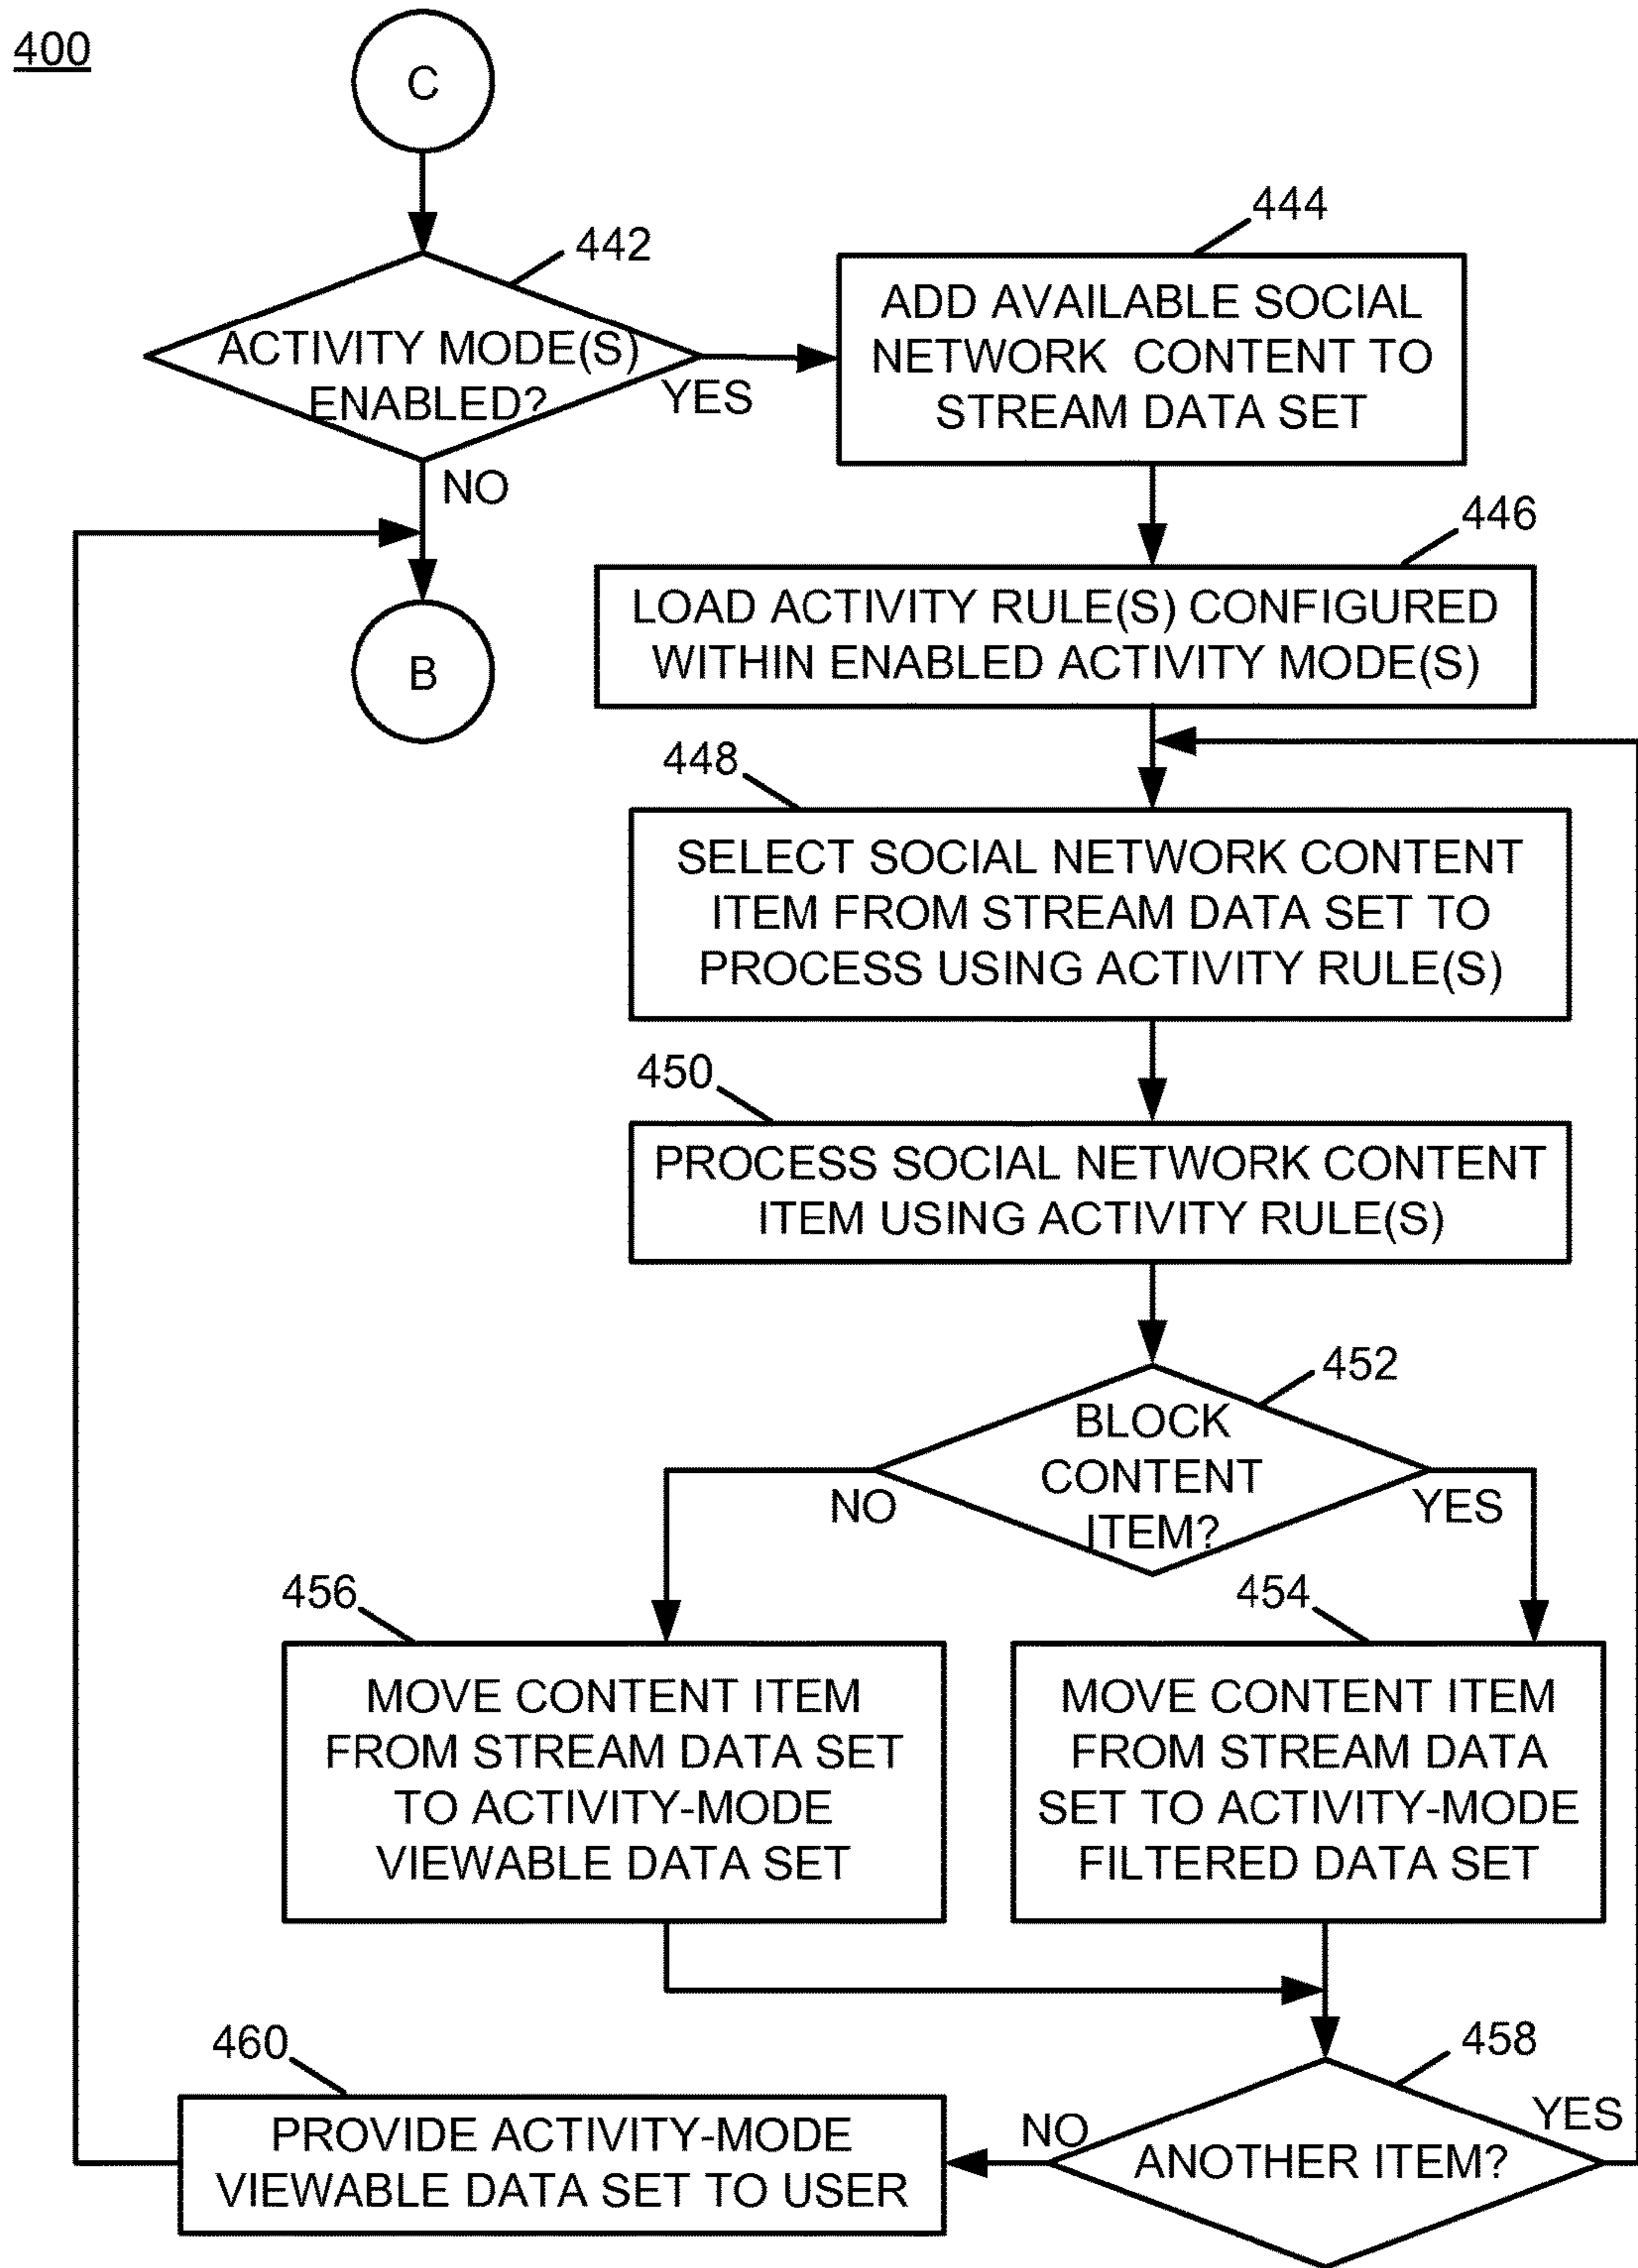 400
C
442
ACTIVITY MODE(S)
ENABLED?
YES
NO
B
444
ADD AVAILABLE SOCIAL
NETWORK CONTENT TO
STREAM DATA SET
446
LOAD ACTIVITY RULE(S) CONFIGURED
WITHIN ENABLED ACTIVITY MODE(S)
448
SELECT SOCIAL NETWORK CONTENT
ITEM FROM STREAM DATA SET TO
PROCESS USING ACTIVITY RULE(S)
450
PROCESS SOCIAL NETWORK CONTENT
ITEM USING ACTIVITY RULE(S)
452
BLOCK
CONTENT
ITEM?
NO
YES
456
MOVE CONTENT ITEM
FROM STREAM DATA SET
TO ACTIVITY-MODE
VIEWABLE DATA SET
454
MOVE CONTENT ITEM
FROM STREAM DATA
SET TO ACTIVITY-MODE
FILTERED DATA SET
458
ANOTHER ITEM?
YES
NO
460
PROVIDE ACTIVITY-MODE
VIEWABLE DATA SET TO USER